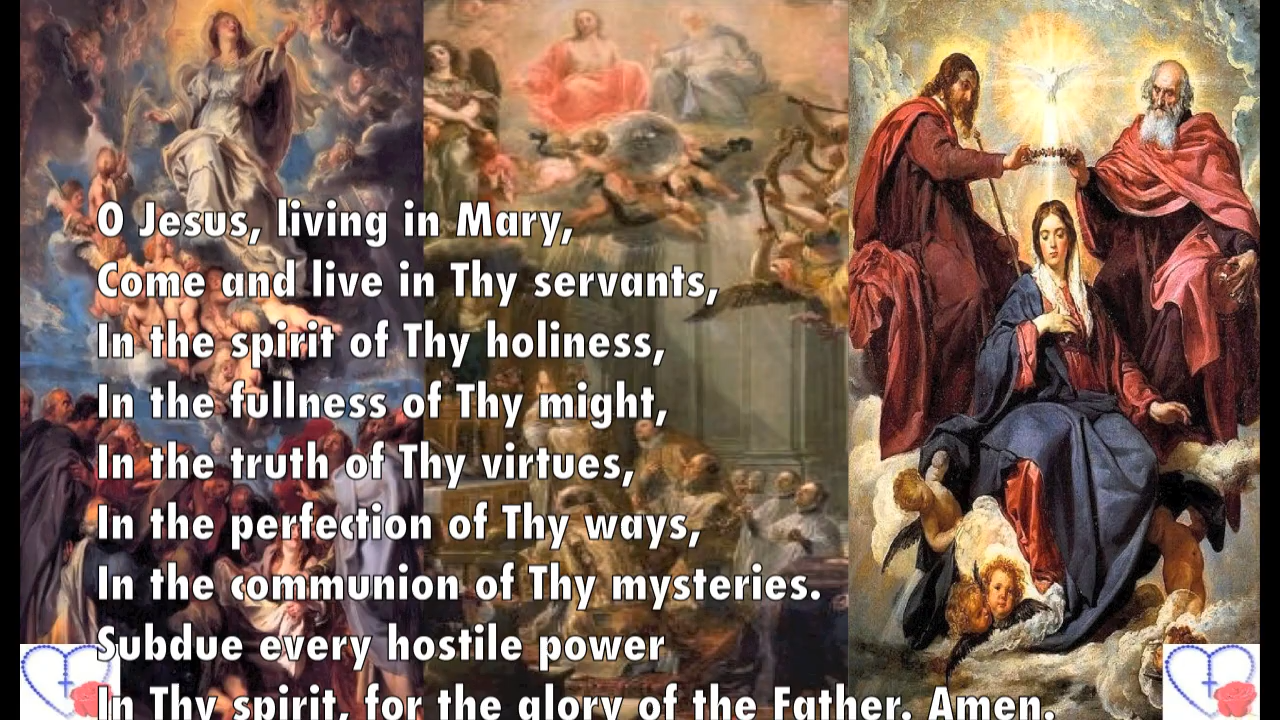 O Jesus, living in Mary,
Come and live in Thy servants,
In the spirit of Thy holiness,
In the fullness of Thy might,
In the truth of Thy virtues,
In the perfection of Thy ways,
In the communion of Thy mysteries.
Subdue every hostile power
In Thy spirit, for the glory of the Father. Amen.